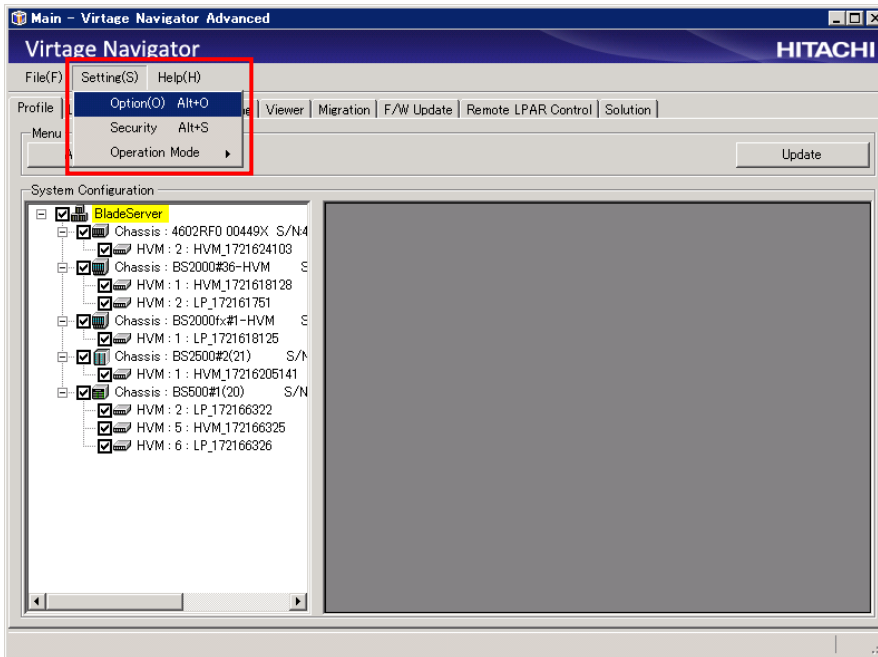 Main - Virtage Navigator Advanced
Virtage Navigator
HITACHI
File(F) Setting(S) Help(H)
Option(O) Alt+O
Security Alt+S
Operation Mode
Profile Viewer Migration F/W Update Remote LPAR Control Solution
Menu
Update
System Configuration
BladeServer
Chassis : 4602RF0 00449X S/N:4
HVM : 2 : HVM_1721624103
Chassis : BS2000#36-HVM S
HVM : 1 : HVM_1721618128
HVM : 2 : LP_172161751
Chassis : BS2000fx#1-HVM S
HVM : 1 : LP_1721618125
Chassis : BS2500#2(21) S/N
HVM : 1 : HVM_17216205141
Chassis : BS500#1(20) S/N
HVM : 2 : LP_172166322
HVM : 5 : HVM_172166325
HVM : 6 : LP_172166326